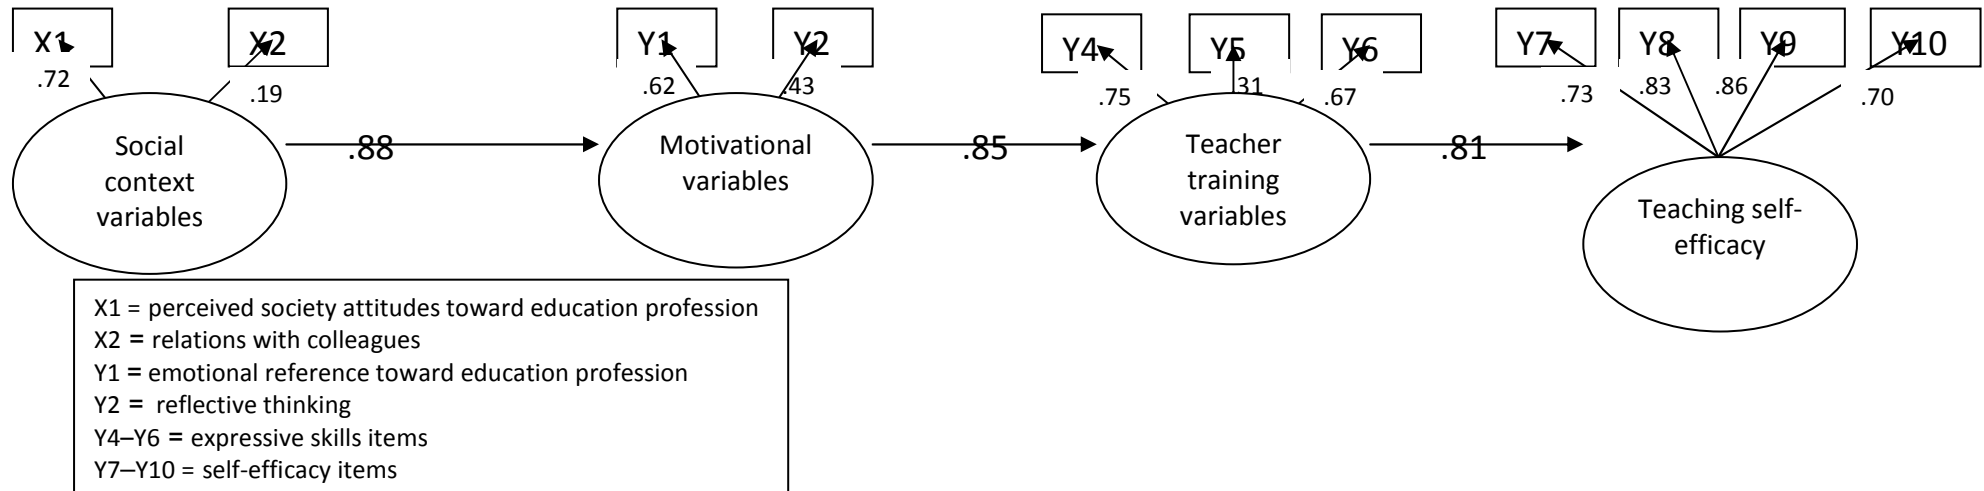 X1
X2
Y1
Y2
Y4
Y5
Y6
Y7
Y8
Y9
Y10
.72
.19
.62
.43
.75
.31
.67
.73
.83
.86
.70
Social
context
variables
.88
Motivational
variables
.85
Teacher
training
variables
.81
Teaching self-
efficacy
X1 = perceived society attitudes toward education profession
X2 = relations with colleagues
Y1 = emotional reference toward education profession
Y2 = reflective thinking
Y4–Y6 = expressive skills items
Y7–Y10 = self-efficacy items